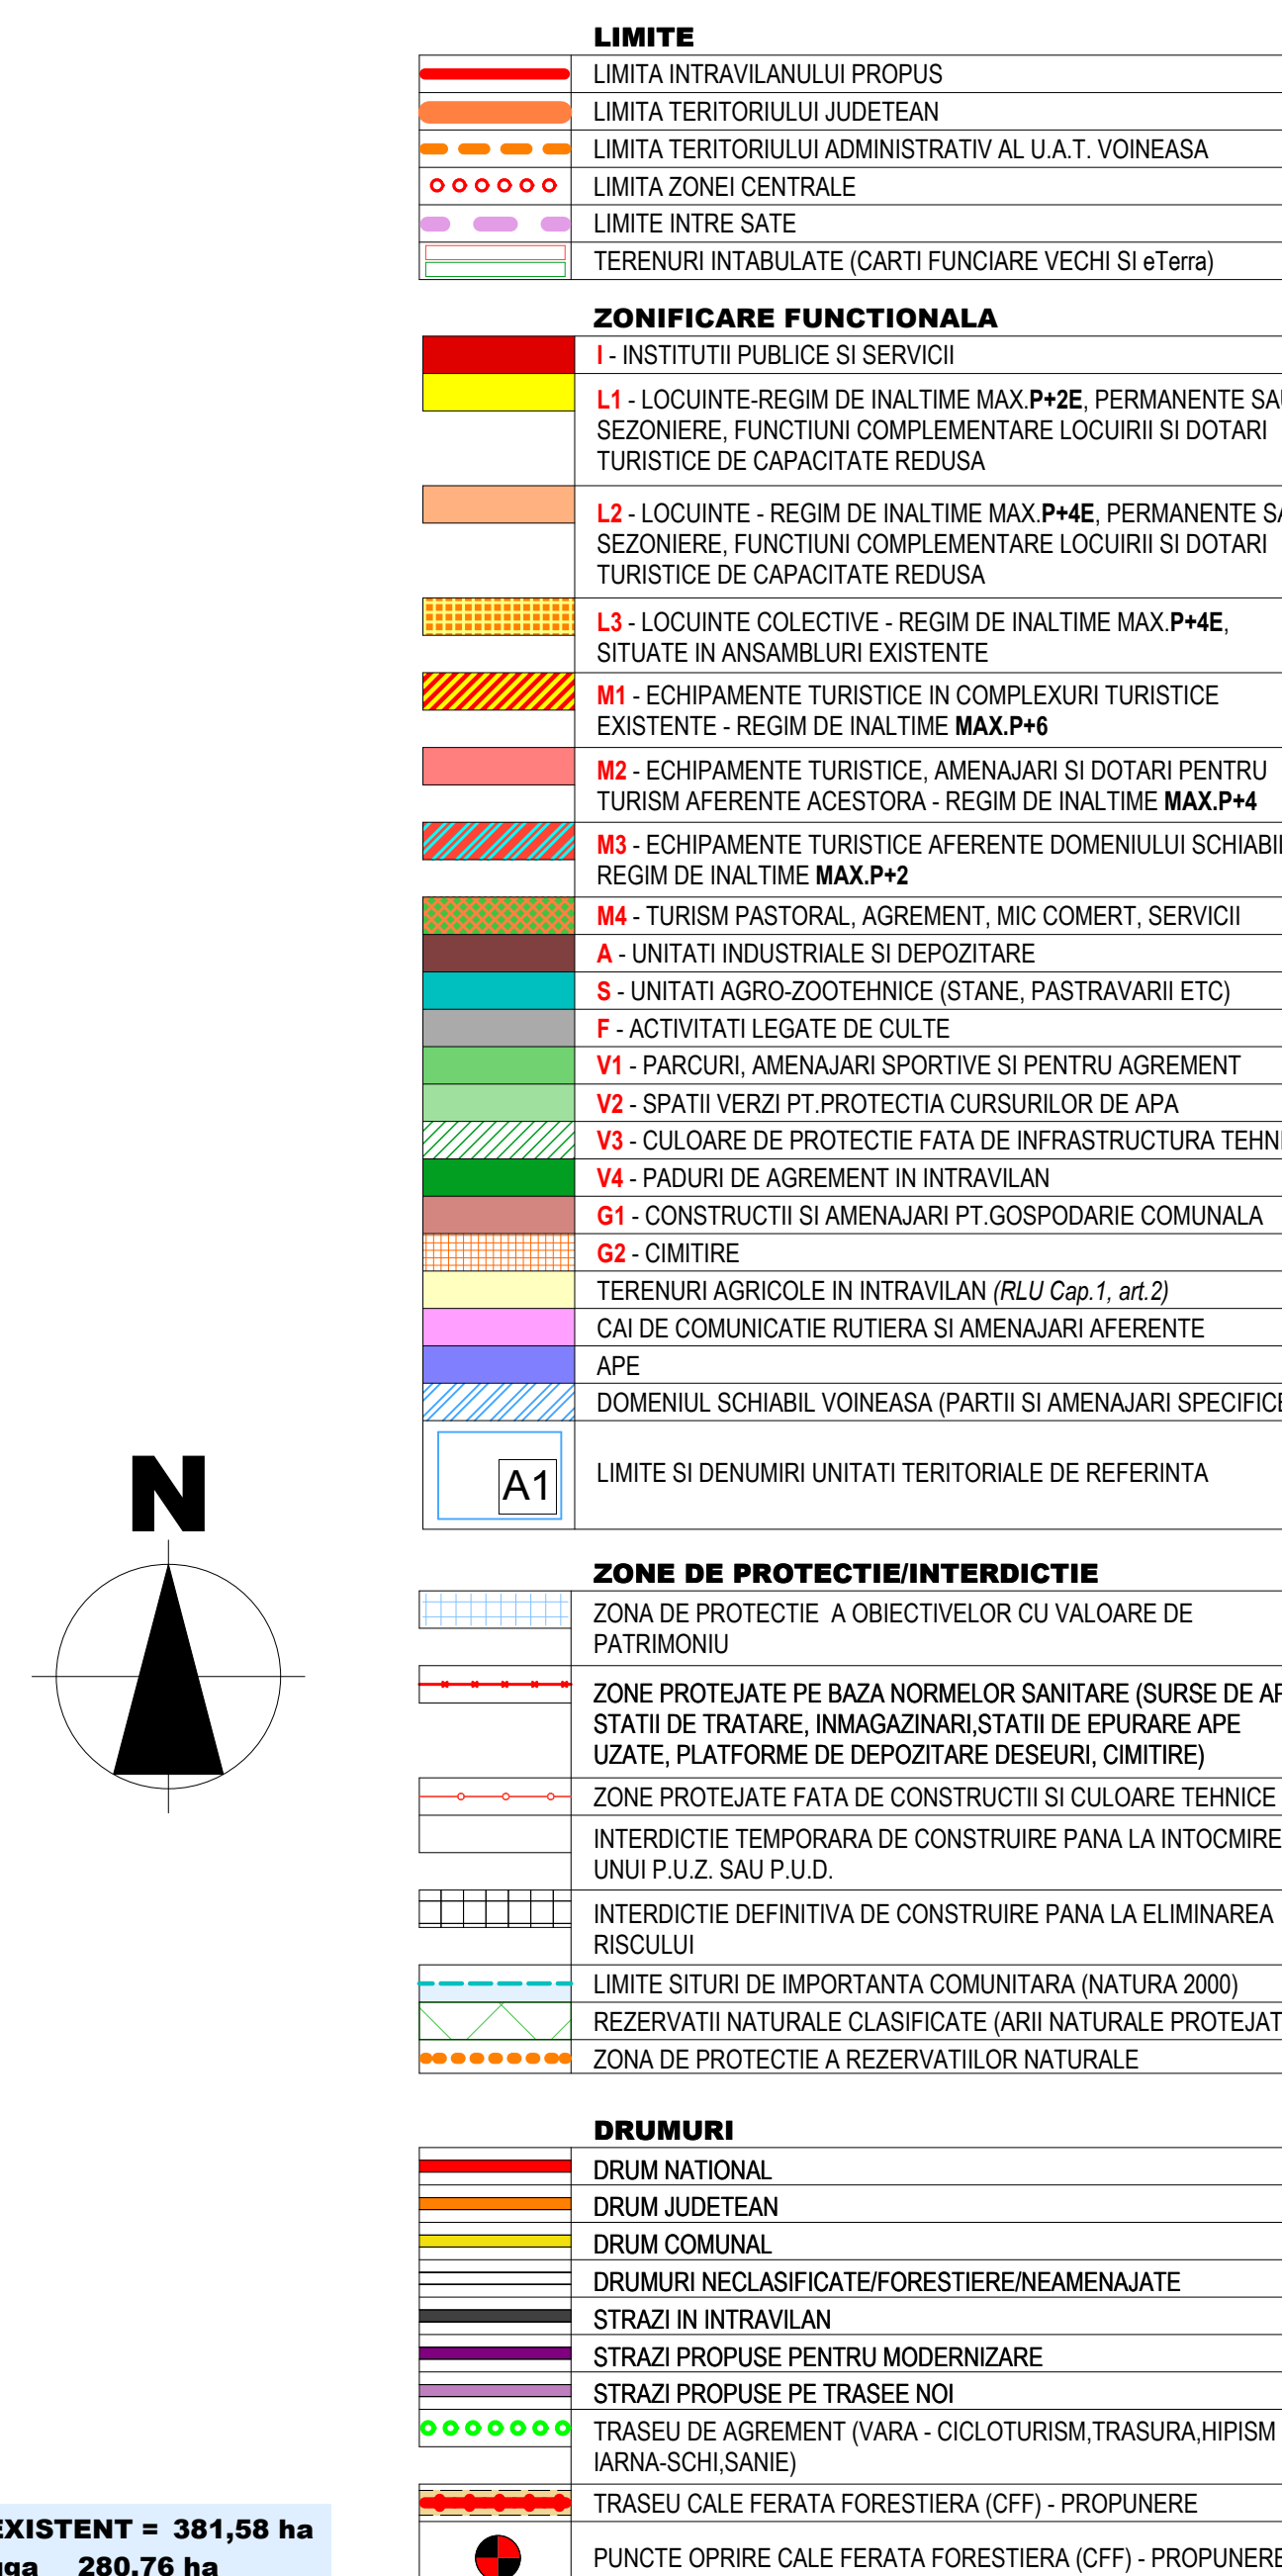 LIMITE
LIMITA INTRAVILANULUI PROPUS
LIMITA TERITORIULUI JUDETEAN
LIMITA TERITORIULUI ADMINISTRATIV AL U.A.T. VOINEASA
LIMITA ZONEI CENTRALE
LIMITE INTRE SATE
TERENURI INTABULATE (CARTI FUNCIARE VECHI SI eTerra)
ZONIFICARE FUNCTIONALA
I - INSTITUTII PUBLICE SI SERVICII
L1 - LOCUINTE-REGIM DE INALTIME MAX.P+2E, PERMANENTE
SEZONIERE, FUNCTIUNI COMPLEMENTARE LOCUIRII SI DOTARI
TURISTICE DE CAPACITATE REDUSA
L2 - LOCUINTE - REGIM DE INALTIME MAX.P+4E, PERMANENTE
SEZONIERE, FUNCTIUNI COMPLEMENTARE LOCUIRII SI DOTARI
TURISTICE DE CAPACITATE REDUSA
L3 - LOCUINTE COLECTIVE - REGIM DE INALTIME MAX.P+4E,
SITUATE IN ANSAMBLURI EXISTENTE
M1 - ECHIPAMENTE TURISTICE IN COMPLEXURI TURISTICE
EXISTENTE - REGIM DE INALTIME MAX.P+6
M2 - ECHIPAMENTE TURISTICE, AMENAJARI SI DOTARI PENTRU
TURISM AFERENTE ACESTORA - REGIM DE INALTIME MAX.P+4
M3 - ECHIPAMENTE TURISTICE AFERENTE DOMENIULUI
REGIM DE INALTIME MAX.P+2
M4 - TURISM PASTORAL, AGREMENT, MIC COMERT, SERVICII
A - UNITATI INDUSTRIALE SI DEPOZITARE
S - UNITATI AGRO-ZOOTEHNICE (STANE, PASTRAVARII ETC)
F - ACTIVITATI LEGATE DE CULTE
V1 - PARCURI, AMENAJARI SPORTIVE SI PENTRU AGREMENT
V2 - SPATII VERZI PT.PROTECTIA CURSURILOR DE APA
V3 - CULOARE DE PROTECTIE FATA DE INFRASTRUCTURA
V4 - PADURI DE AGREMENT IN INTRAVILAN
G1 - CONSTRUCTII SI AMENAJARI PT.GOSPODARIE COMUNALA
G2 - CIMITIRE
TERENURI AGRICOLE IN INTRAVILAN (RLU Cap.1, art.2)
CAI DE COMUNICATIE RUTIERA SI AMENAJARI AFERENTE
APE
DOMENIUL SCHIABIL VOINEASA (PARTII SI AMENAJARI SPECIFICE
A1
LIMITE SI DENUMIRI UNITATI TERITORIALE DE REFERINTA
N
ZONE DE PROTECTIE/INTERDICTIE
ZONA DE PROTECTIE A OBIECTIVELOR CU VALOARE DE
PATRIMONIU
ZONE PROTEJATE PE BAZA NORMELOR SANITARE (SURSE DE
STATII DE TRATARE, INMAGAZINARI,STATII DE EPURARE APE
UZATE, PLATFORME DE DEPOZITARE DESEURI, CIMITIRE)
ZONE PROTEJATE FATA DE CONSTRUCTII SI CULOARE TEHNICE
INTERDICTIE TEMPORARA DE CONSTRUIRE PANA LA INTOCMIRE
UNUI P.U.Z. SAU P.U.D.
INTERDICTIE DEFINITIVA DE CONSTRUIRE PANA LA ELIMINAREA
RISCULUI
LIMITE SITURI DE IMPORTANTA COMUNITARA (NATURA 2000)
REZERVATII NATURALE CLASIFICATE (ARII NATURALE
ZONA DE PROTECTIE A REZERVATIILOR NATURALE
DRUMURI
DRUM NATIONAL
DRUM JUDETEAN
DRUM COMUNAL
DRUMURI NECLASIFICATE/FORESTIERE/NEAMENAJATE
STRAZI IN INTRAVILAN
STRAZI PROPUSE PENTRU MODERNIZARE
STRAZI PROPUSE PE TRASEE NOI
TRASEU DE AGREMENT (VARA - CICLOTURISM,TRASURA,HIPISM
IARNA-SCHI,SANIE)
TRASEU CALE FERATA FORESTIERA (CFF) - PROPUNERE
PUNCTE OPRIRE CALE FERATA FORESTIERA (CFF) - PROPUNERE
EXISTENT = 381,58 ha
280,76 ha